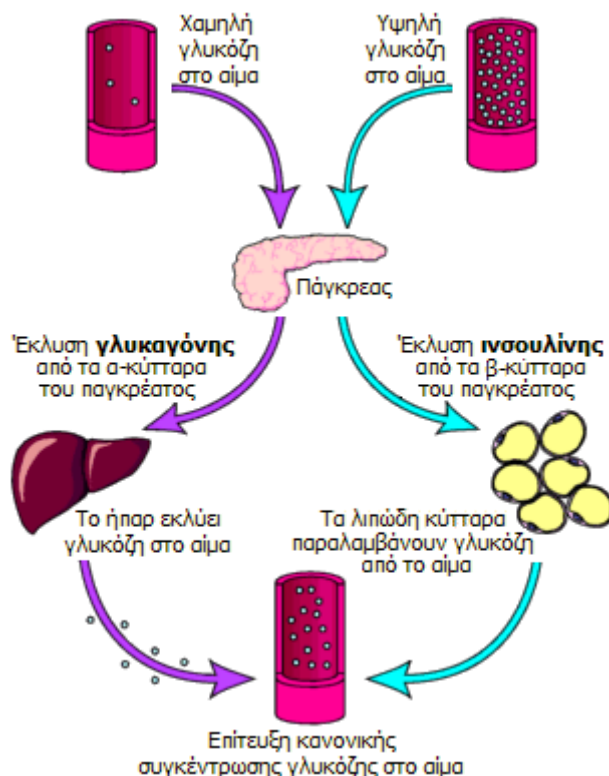 Χαμηλή
γλυκόζη
στο αίμα
Υψηλή
γλυκόζη
στο αίμα
Πάγκρεας
Έκλυση γλυκαγόνης
από τα α-κύτταρα
του παγκρέατος
Έκλυση ινσουλίνης
από τα β-κύτταρα
του παγκρέατος
Το ήπαρ εκλύει
γλυκόζη στο αίμα
Τα λιπώδη κύτταρα
παραλαμβάνουν γλυκόζη
από το αίμα
Επίτευξη κανονικής
συγκέντρωσης γλυκόζης στο αίμα